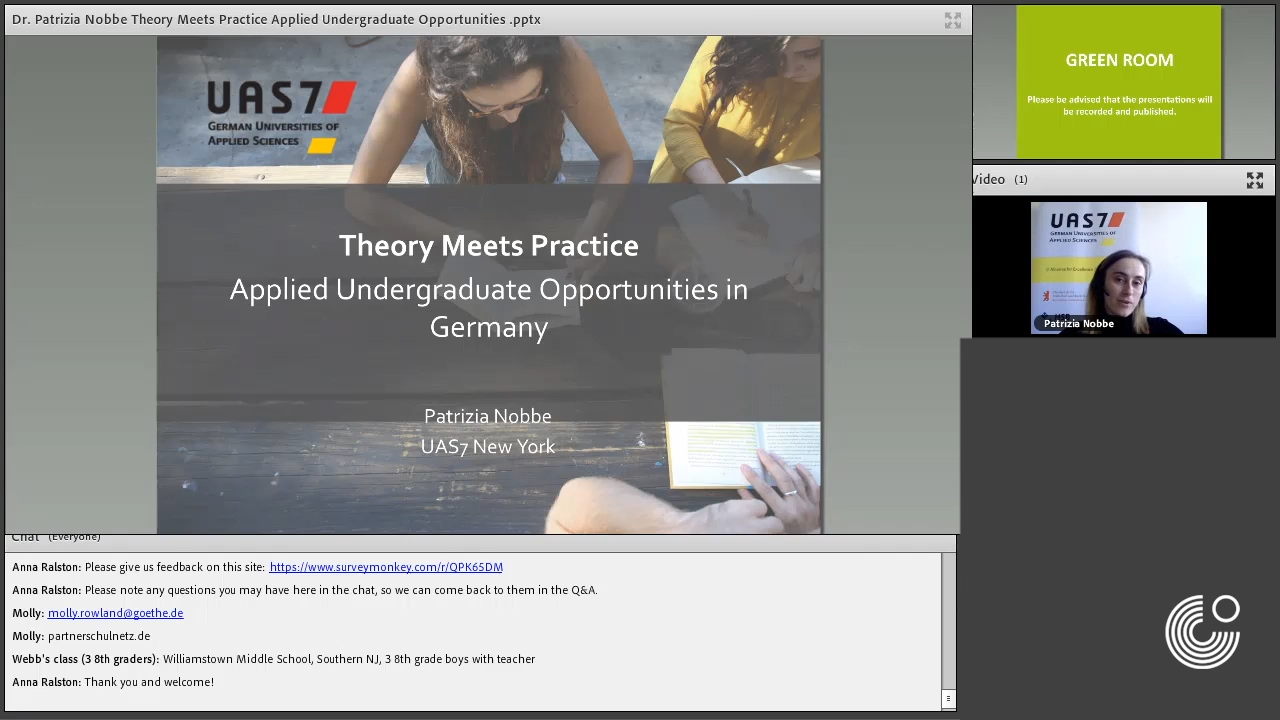 Dr. Patrizia Nobbe Theory Meets Practice Applied Undergraduate Opportunities .pptx
UAS7
GERMAN UNIVERSITIES OF
APPLIED SCIENCES
Theory Meets Practice
Applied Undergraduate Opportunities in
Germany
Patrizia Nobbe
UAS7 New York
GREEN ROOM
Please be advised that the presentations will
be recorded and published.
Video (1)
UAS7
GERMAN UNIVERSITIES OF
APPLIED SCIENCES
Patrizia Nobbe
Chat (Everyone)
Anna Ralston: Please give us feedback on this site: https://www.surveymonkey.com/r/QPK65DM
Anna Ralston: Please note any questions you may have here in the chat, so we can come back to them in the Q&A.
Molly: molly.rowland@goethe.de
Molly: partnerschulnetz.de
Webb's class (3 8th graders): Williamstown Middle School, Southern NJ, 3 8th grade boys with teacher
Anna Ralston: Thank you and welcome!